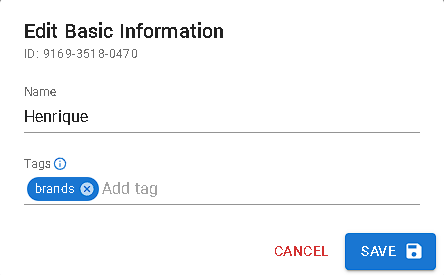 Edit Basic Information
ID: 9169-3518-0470
Name
Henrique
Tags
brands Add tag
CANCEL SAVE